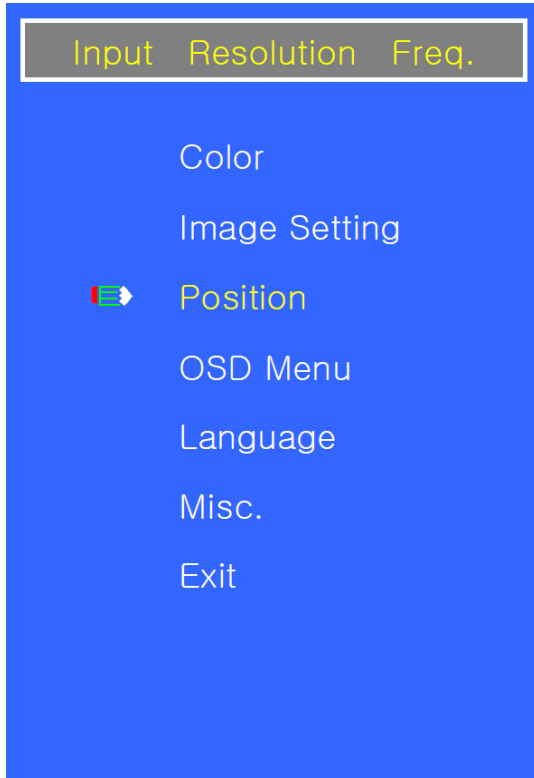 Input Resolution Freq.
Color
Image Setting
Position
OSD Menu
Language
Misc.
Exit